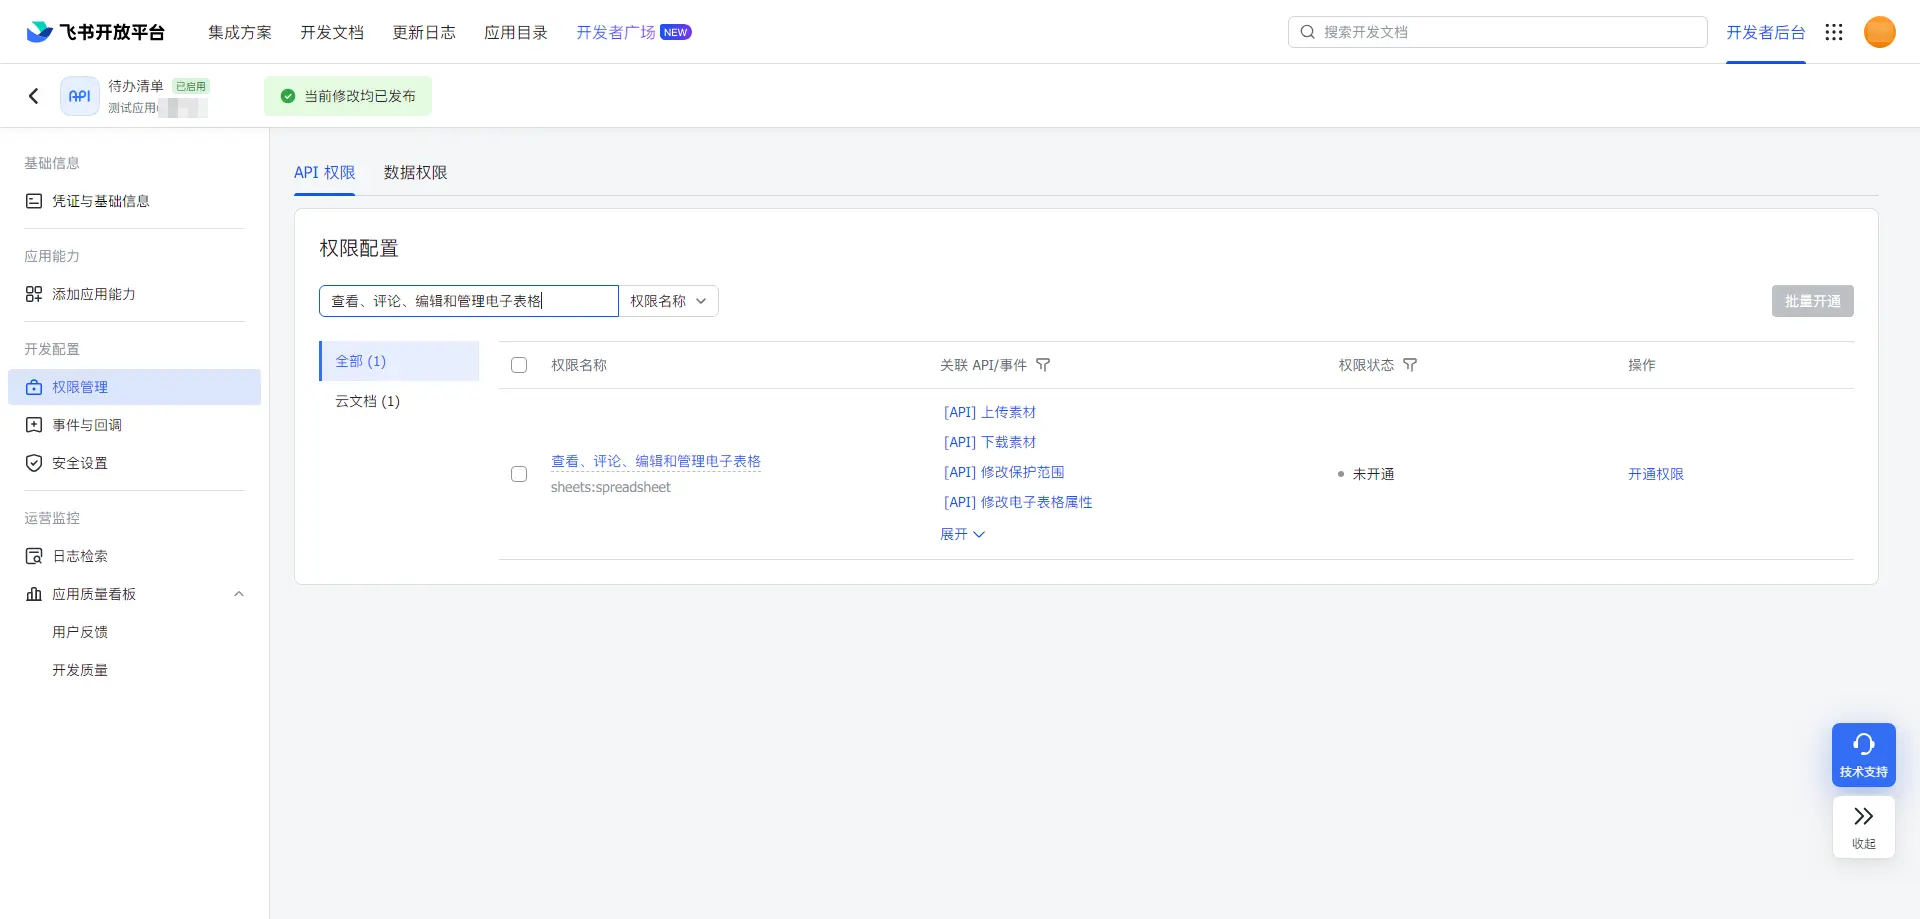 飞书开放平台
集成方案
开发文档
更新日志
应用目录
开发者广场 NEW
搜索开发文档
开发者后台
API
待办清单 已启用
测试应用
当前修改均已发布
基础信息
凭证与基础信息
应用能力
添加应用能力
开发配置
权限管理
事件与回调
安全设置
运营监控
日志检索
应用质量看板
用户反馈
开发质量
API 权限
数据权限
权限配置
查看、评论、编辑和管理电子表格
权限名称
批量开通
全部 (1)
云文档 (1)
权限名称
关联 API/事件
权限状态
操作
查看、评论、编辑和管理电子表格
sheets:spreadsheet
[API] 上传素材
[API] 下载素材
[API] 修改保护范围
[API] 修改电子表格属性
展开
未开通
开通权限
技术支持
收起